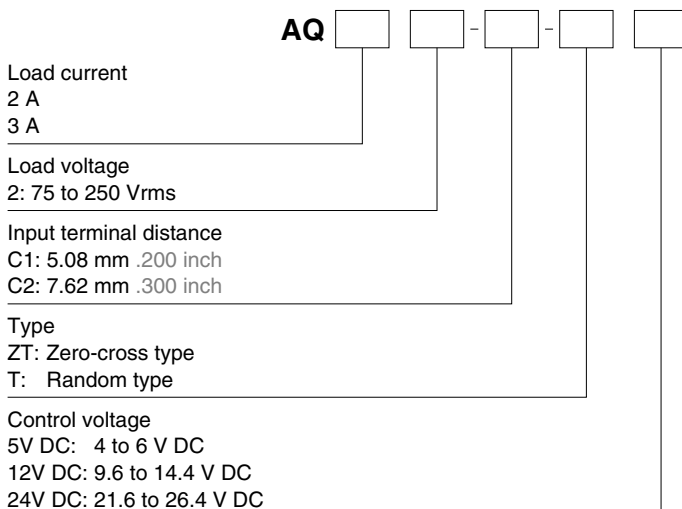 AQ - -
Load current
2 A
3 A
Load voltage
2: 75 to 250 Vrms
Input terminal distance
C1: 5.08 mm .200 inch
C2: 7.62 mm .300 inch
Type
ZT: Zero-cross type
T: Random type
Control voltage
5V DC: 4 to 6 V DC
12V DC: 9.6 to 14.4 V DC
24V DC: 21.6 to 26.4 V DC